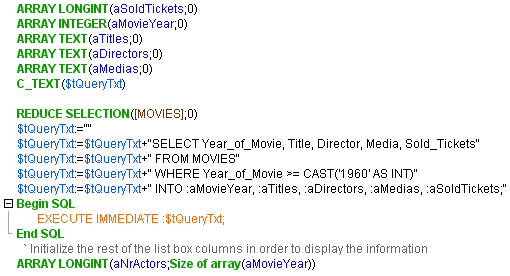 ARRAY LONGINT(aSoldTickets;0)
ARRAY INTEGER(aMovieYear;0)
ARRAY TEXT(aTitles;0)
ARRAY TEXT(aDirectors;0)
ARRAY TEXT(aMedias;0)
C_TEXT($tQueryTxt)
REDUCE SELECTION([MOVIES];0)
$tQueryTxt:=""
$tQueryTxt:=$tQueryTxt+"SELECT Year_of_Movie, Title, Director, Media, Sold_Tickets"
$tQueryTxt:=$tQueryTxt+" FROM MOVIES"
$tQueryTxt:=$tQueryTxt+" WHERE Year_of_Movie >= CAST('1960' AS INT)"
$tQueryTxt:=$tQueryTxt+" INTO :aMovieYear, :aTitles, :aDirectors, :aMedias, :aSoldTickets;"
Begin SQL
EXECUTE IMMEDIATE :$tQueryTxt;
End SQL
` Initialize the rest of the list box columns in order to display the information
ARRAY LONGINT(aNrActors;Size of array(aMovieYear))